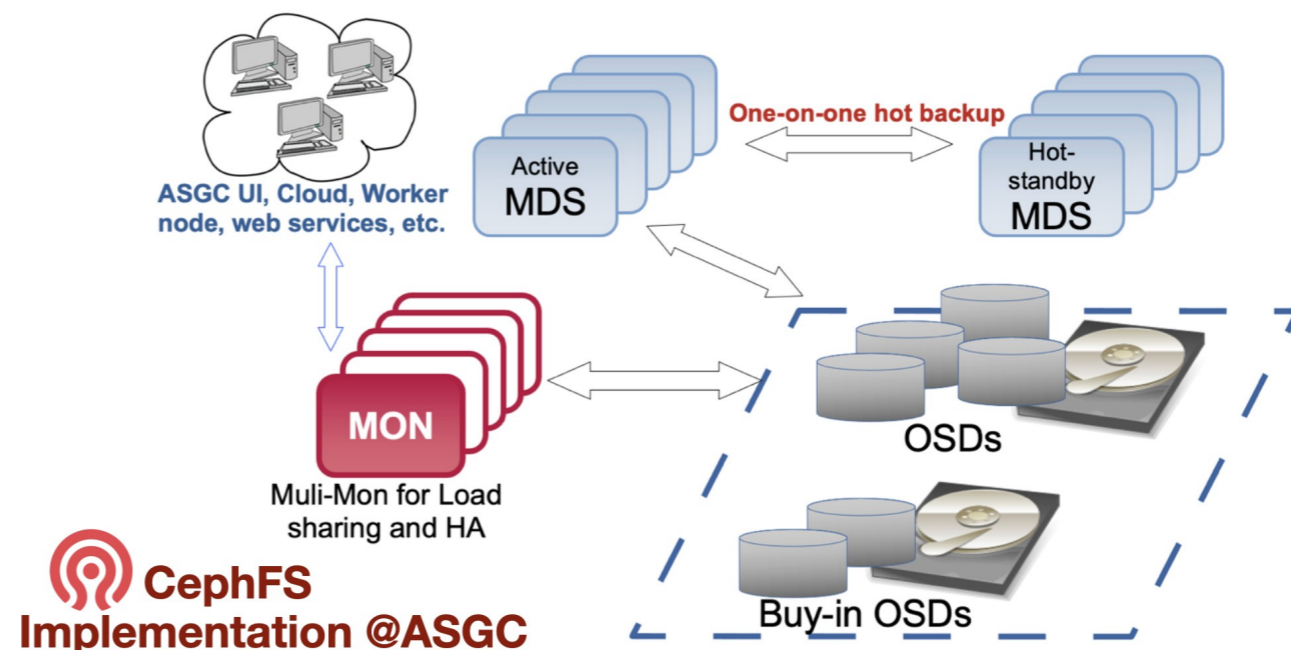 One-on-one hot backup
Active
MDS
Hot-
standby
MDS
ASGC UI, Cloud, Worker
node, web services, etc.
MON
Muli-Mon for Load
sharing and HA
OSDs
Buy-in OSDs
CephFS
Implementation @ASGC